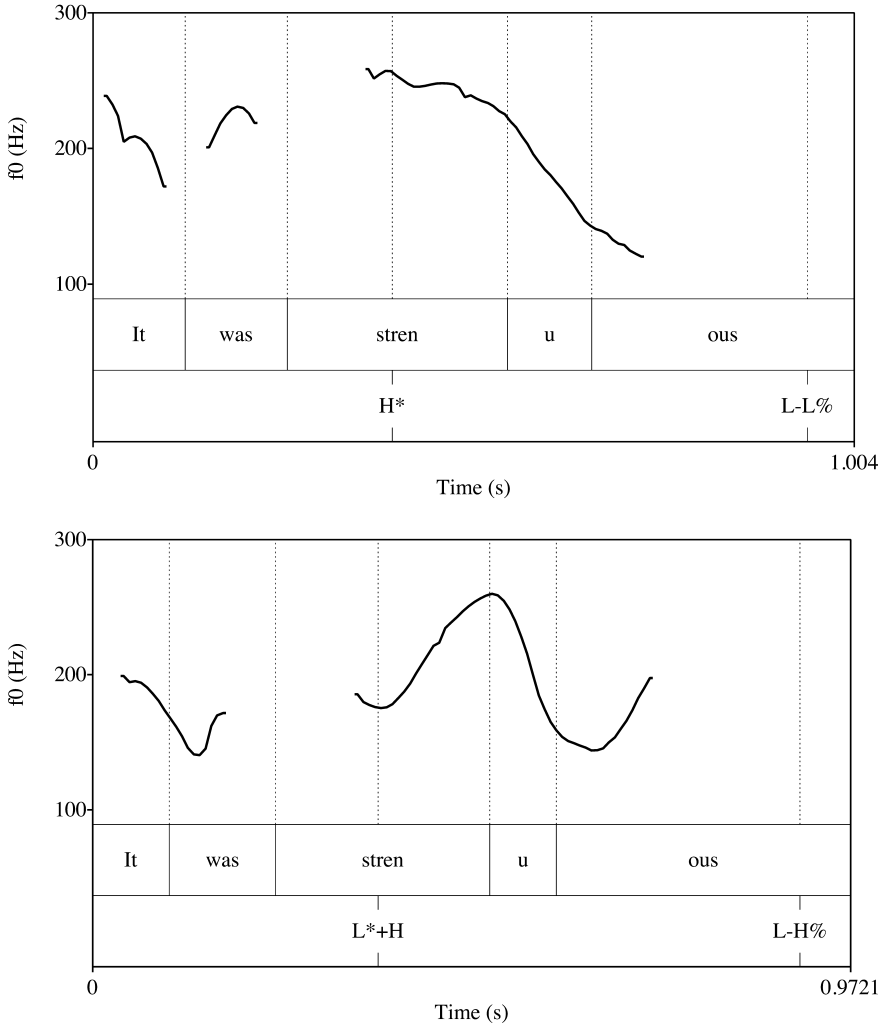 300
200
100
f0 (Hz)
It was stren u ous
H* L-L%
0 1.004
Time (s)
300
200
100
f0 (Hz)
It was stren u ous
L*+H L-H%
0 0.9721
Time (s)